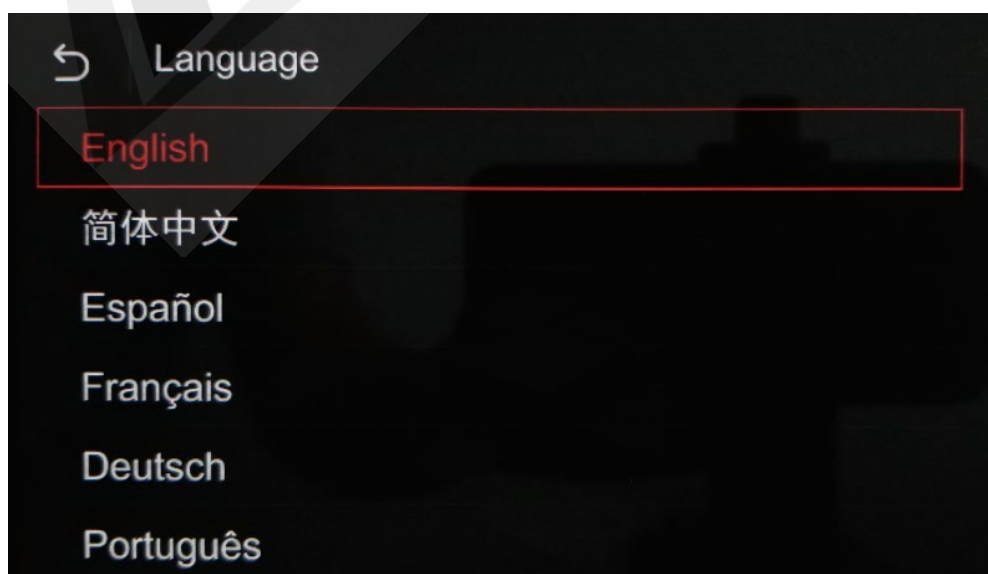 Language
English
简体中文
Español
Français
Deutsch
Português